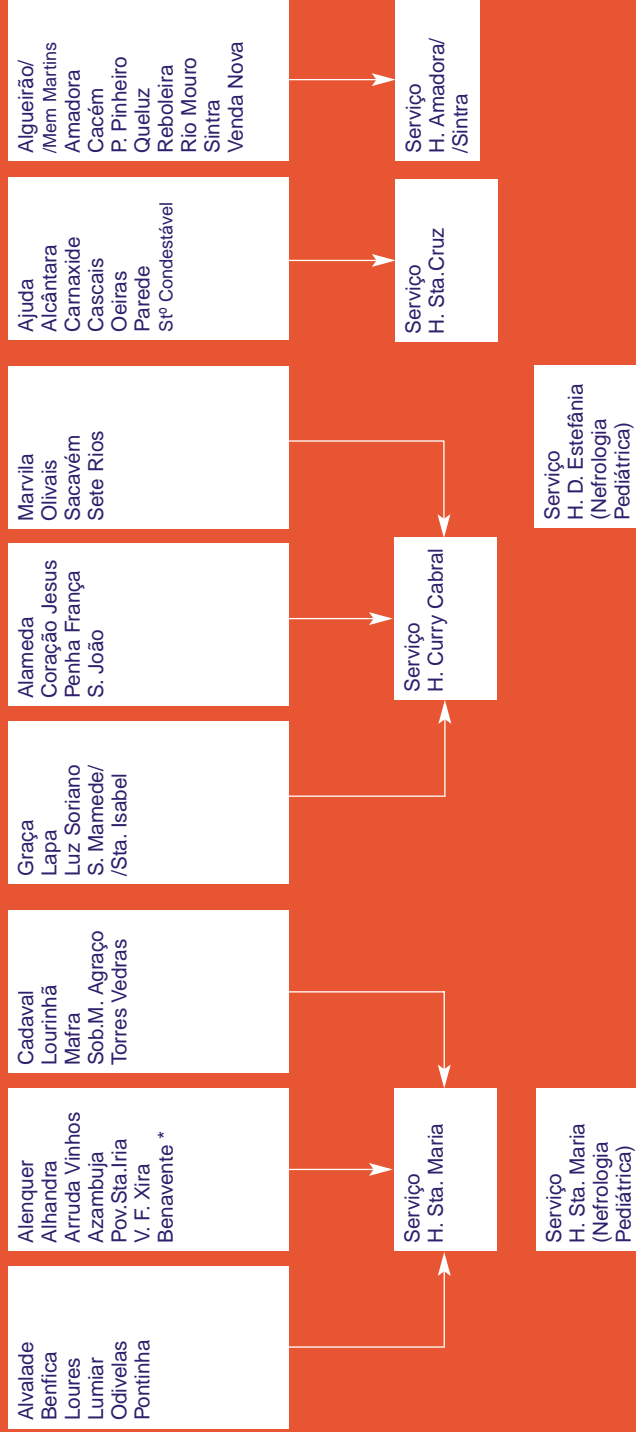 Alvalade
Benfica
Loures
Lumiar
Odivelas
Pontinha
Alenquer
Alhandra
Arruda Vinhos
Azambuja
Pov.Sta.Iria
V. F. Xira
Benavente *
Cadaval
Lourinhã
Mafra
Sob.M. Agraço
Torres Vedras
Graça
Lapa
Luz Soriano
S. Mamede/
/Sta. Isabel
Alameda
Coração Jesus
Penha França
S. João
Marvila
Olivais
Sacavém
Sete Rios
Ajuda
Alcântara
Carnaxide
Cascais
Oeiras
Parede
Stº Condestável
Algueirão/
/Mem Martins
Amadora
Cacém
P. Pinheiro
Queluz
Reboleira
Rio Mouro
Sintra
Venda Nova
Serviço
H. Sta. Maria
Serviço
H. Curry Cabral
Serviço
H. Sta.Cruz
Serviço
H. Amadora/
/Sintra
Serviço
H. Sta. Maria
(Nefrologia
Pediátrica)
Serviço
H. D. Estefânia
(Nefrologia
Pediátrica)